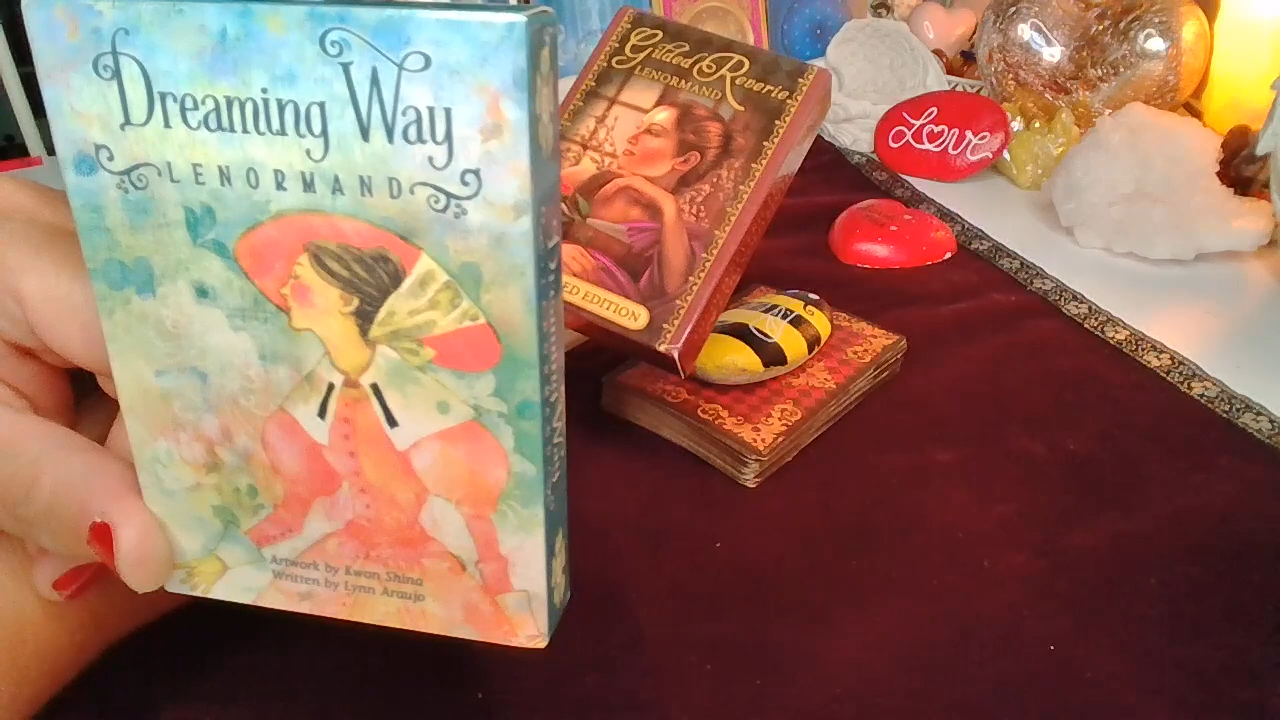 Dreaming Way
LENORMAND
Artwork by Kwon Shina
Written by Lynn Araujo
Gilded Reverie
LENORMAND
ED EDITION
Love